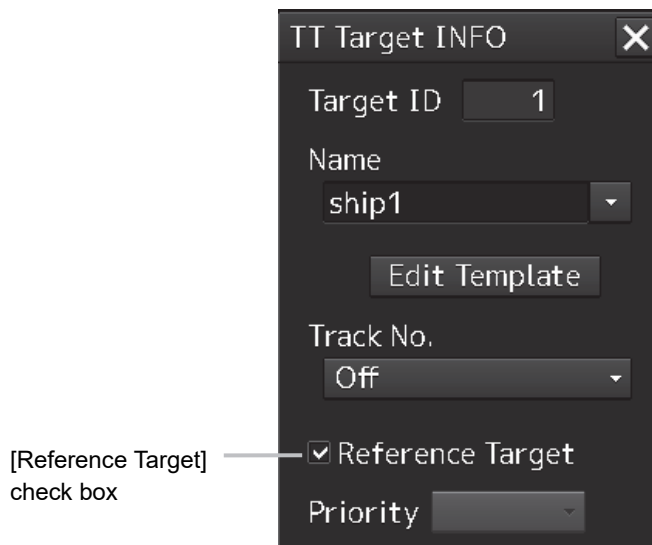 TT Target INFO
Target ID 1
Name
ship1
Edit Template
Track No.
Off
[Reference Target]
check box
Reference Target
Priority